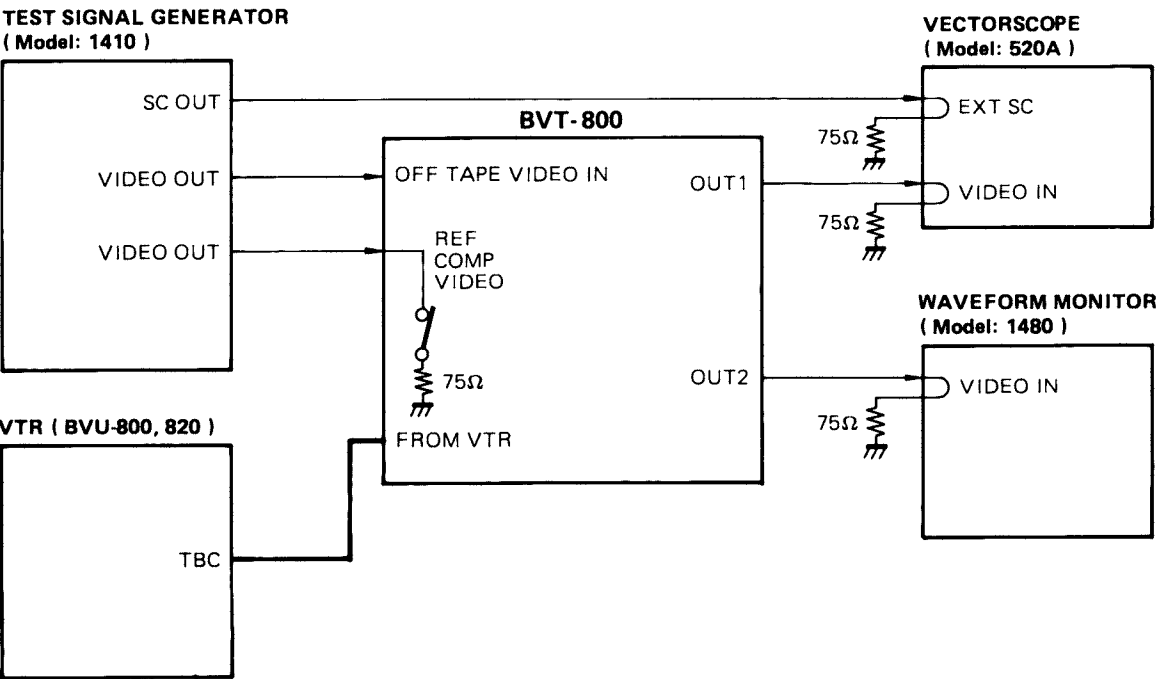 TEST SIGNAL GENERATOR
( Model: 1410 )
SC OUT
VIDEO OUT
VIDEO OUT
VTR ( BVU-800, 820 )
TBC
BVT-800
OFF TAPE VIDEO IN
REF
COMP
VIDEO
75Ω
FROM VTR
OUT1
OUT2
VECTORSCOPE
( Model: 520A )
EXT SC
75Ω
VIDEO IN
75Ω
WAVEFORM MONITOR
( Model: 1480 )
VIDEO IN
75Ω